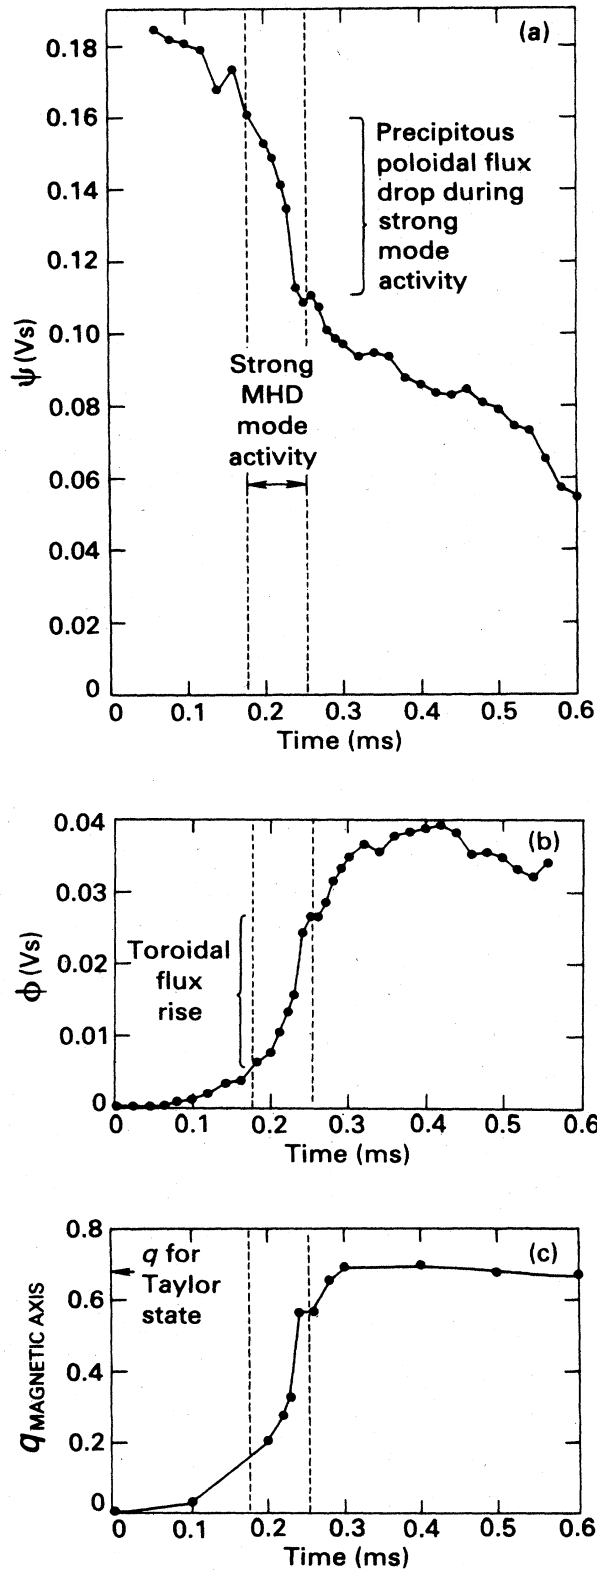 (a)
0.18
0.16
0.14
0.12
0.10
0.08
0.06
0.04
0.02
0
ψ (Vs)
Precipitous
poloidal flux
drop during
strong
mode
activity
Strong
MHD
mode
activity
0 0.1 0.2 0.3 0.4 0.5 0.6
Time (ms)
(b)
0.04
0.03
0.02
0.01
0
ϕ (Vs)
Toroidal
flux
rise
0 0.1 0.2 0.3 0.4 0.5 0.6
Time (ms)
(c)
0.8
0.6
0.4
0.2
0
q MAGNETIC AXIS
q for
Taylor
state
0 0.1 0.2 0.3 0.4 0.5 0.6
Time (ms)